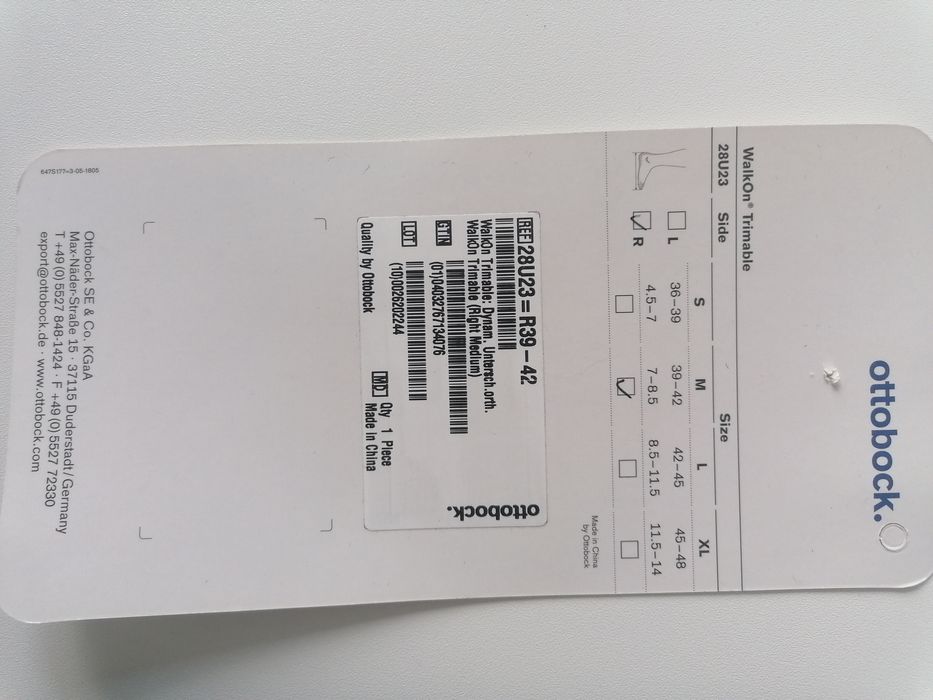 ottobock.
WalkOn® Trimable
28U23 Side Size
S M L XL
L 36–39 39–42 42–45 45–48
R 4.5–7 7–8.5 8.5–11.5 11.5–14
Made in China
by Ottobock
REF 28U23=R39-42
WalkOn Trimable; Dynam. Untersch.orth.
WalkOn Trimable (Right Medium)
GTIN
(01)04032767134076
LOT
(10)0026202244
MD Qty 1 Piece
Quality by Ottobock Made in China
ottobock.
Ottobock SE & Co. KGaA
Max-Näder-Straße 15 · 37115 Duderstadt/Germany
T +49 (0) 5527 848-1424 · F +49 (0) 5527 72330
export@ottobock.de · www.ottobock.com
647S177=3-05-1805